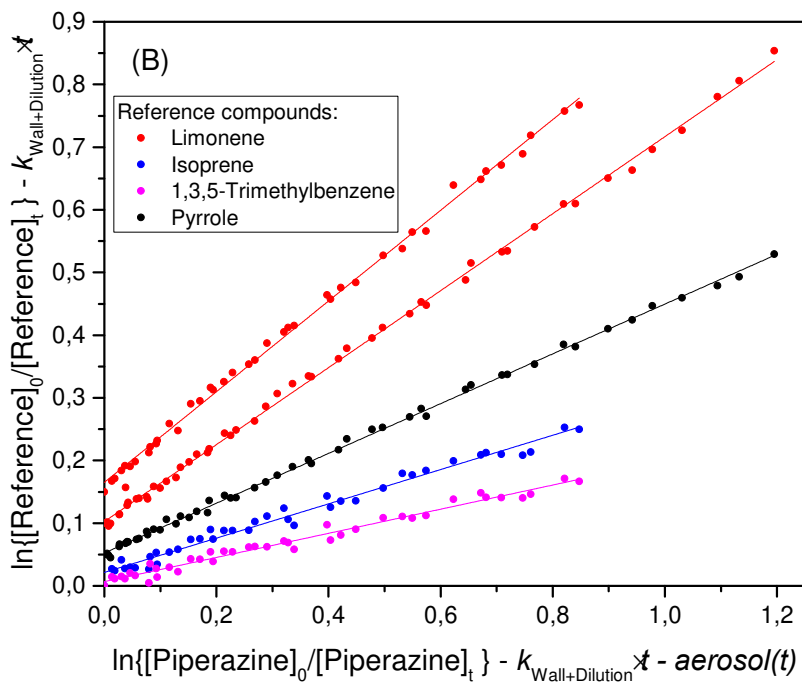 (B)
Reference compounds:
Limonene
Isoprene
1,3,5-Trimethylbenzene
Pyrrole
ln{[Reference]0/[Reference]t } - kWall+Dilution×t
0,9
0,8
0,7
0,6
0,5
0,4
0,3
0,2
0,1
0,0
0,0 0,2 0,4 0,6 0,8 1,0 1,2
ln{[Piperazine]0/[Piperazine]t } - kWall+Dilution×t - aerosol(t)